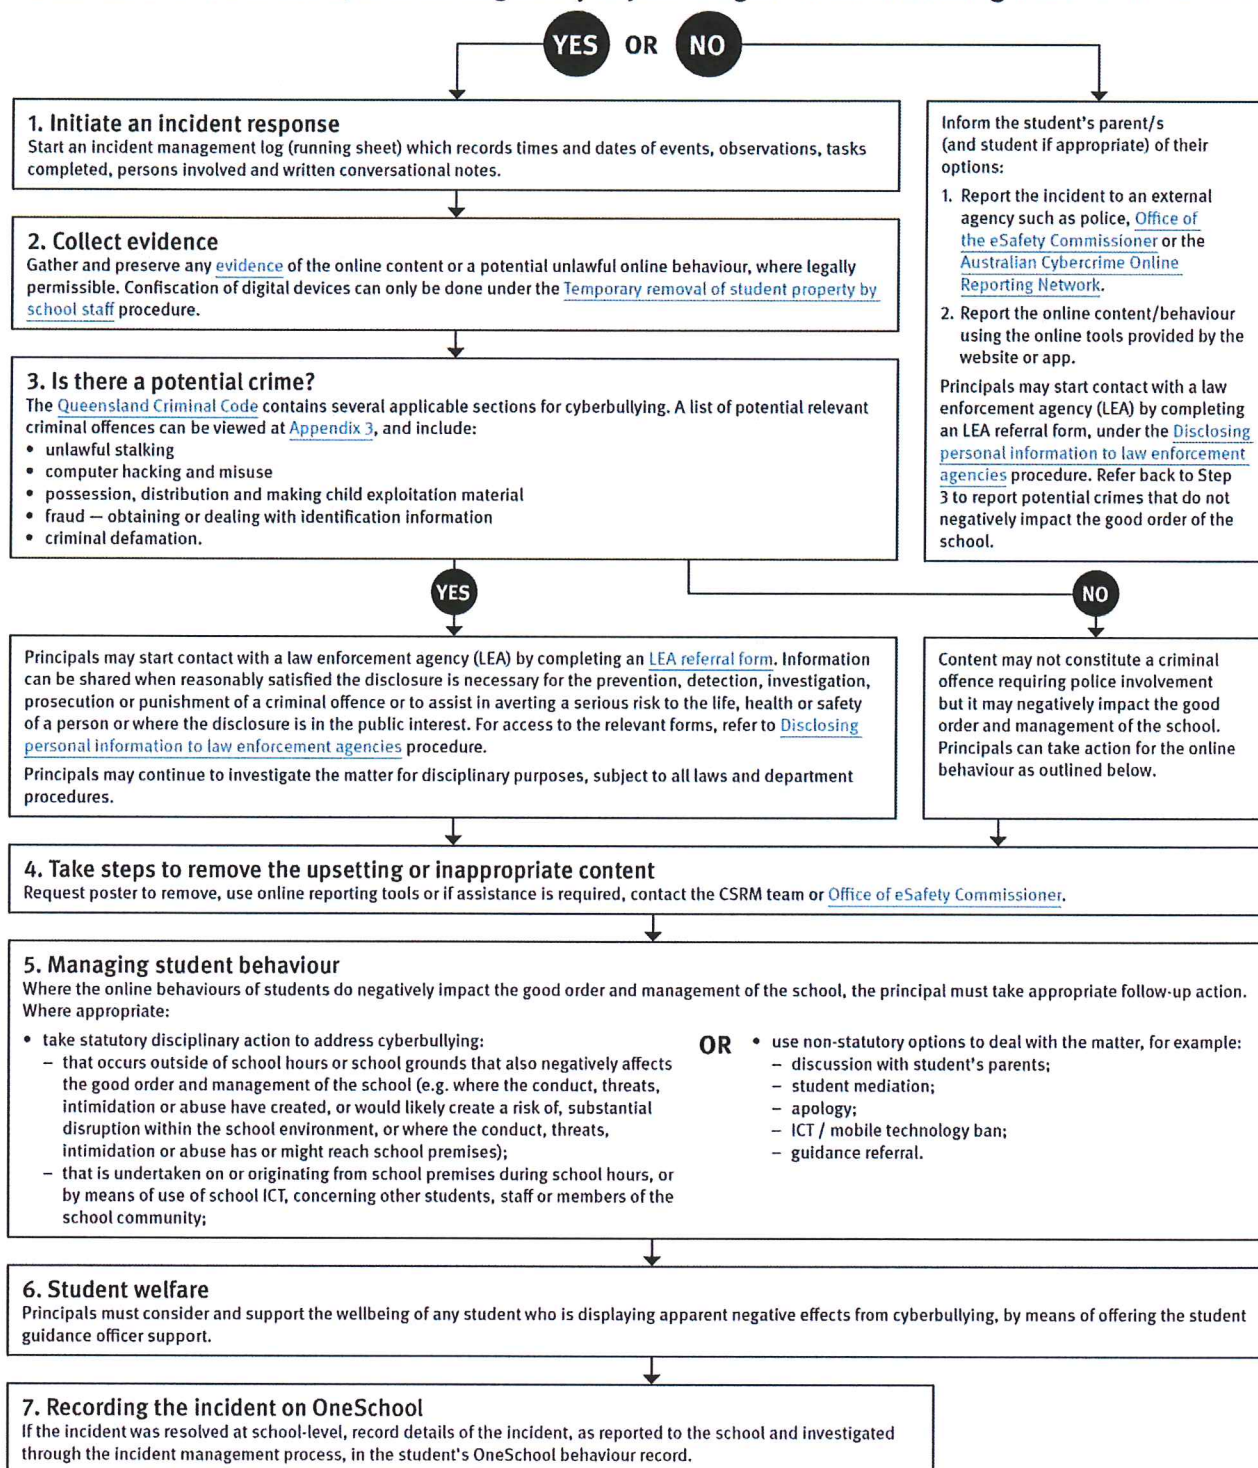 YES OR NO
1. Initiate an incident response
Start an incident management log (running sheet) which records times and dates of events, observations, tasks
completed, persons involved and written conversational notes.
2. Collect evidence
Gather and preserve any evidence of the online content or a potential unlawful online behaviour, where legally
permissible. Confiscation of digital devices can only be done under the Temporary removal of student property by
school staff procedure.
3. Is there a potential crime?
The Queensland Criminal Code contains several applicable sections for cyberbullying. A list of potential relevant
criminal offences can be viewed at Appendix 3, and include:
• unlawful stalking
• computer hacking and misuse
• possession, distribution and making child exploitation material
• fraud — obtaining or dealing with identification information
• criminal defamation.
Inform the student's parent/s
(and student if appropriate) of their
options:
1. Report the incident to an external
agency such as police, Office of
the eSafety Commissioner or the
Australian Cybercrime Online
Reporting Network.
2. Report the online content/behaviour
using the online tools provided by the
website or app.
Principals may start contact with a law
enforcement agency (LEA) by completing
an LEA referral form, under the Disclosing
personal information to law enforcement
agencies procedure. Refer back to Step
3 to report potential crimes that do not
negatively impact the good order of the
school.
YES
NO
Principals may start contact with a law enforcement agency (LEA) by completing an LEA referral form. Information
can be shared when reasonably satisfied the disclosure is necessary for the prevention, detection, investigation,
prosecution or punishment of a criminal offence or to assist in averting a serious risk to the life, health or safety
of a person or where the disclosure is in the public interest. For access to the relevant forms, refer to Disclosing
personal information to law enforcement agencies procedure.
Principals may continue to investigate the matter for disciplinary purposes, subject to all laws and department
procedures.
Content may not constitute a criminal
offence requiring police involvement
but it may negatively impact the good
order and management of the school.
Principals can take action for the online
behaviour as outlined below.
4. Take steps to remove the upsetting or inappropriate content
Request poster to remove, use online reporting tools or if assistance is required, contact the CSRM team or Office of eSafety Commissioner.
5. Managing student behaviour
Where the online behaviours of students do negatively impact the good order and management of the school, the principal must take appropriate follow-up action.
Where appropriate:
• take statutory disciplinary action to address cyberbullying:
– that occurs outside of school hours or school grounds that also negatively affects
the good order and management of the school (e.g. where the conduct, threats,
intimidation or abuse have created, or would likely create a risk of, substantial
disruption within the school environment, or where the conduct, threats,
intimidation or abuse has or might reach school premises);
– that is undertaken on or originating from school premises during school hours, or
by means of use of school ICT, concerning other students, staff or members of the
school community;
OR
• use non-statutory options to deal with the matter, for example:
– discussion with student's parents;
– student mediation;
– apology;
– ICT / mobile technology ban;
– guidance referral.
6. Student welfare
Principals must consider and support the wellbeing of any student who is displaying apparent negative effects from cyberbullying, by means of offering the student
guidance officer support.
7. Recording the incident on OneSchool
If the incident was resolved at school-level, record details of the incident, as reported to the school and investigated
through the incident management process, in the student's OneSchool behaviour record.